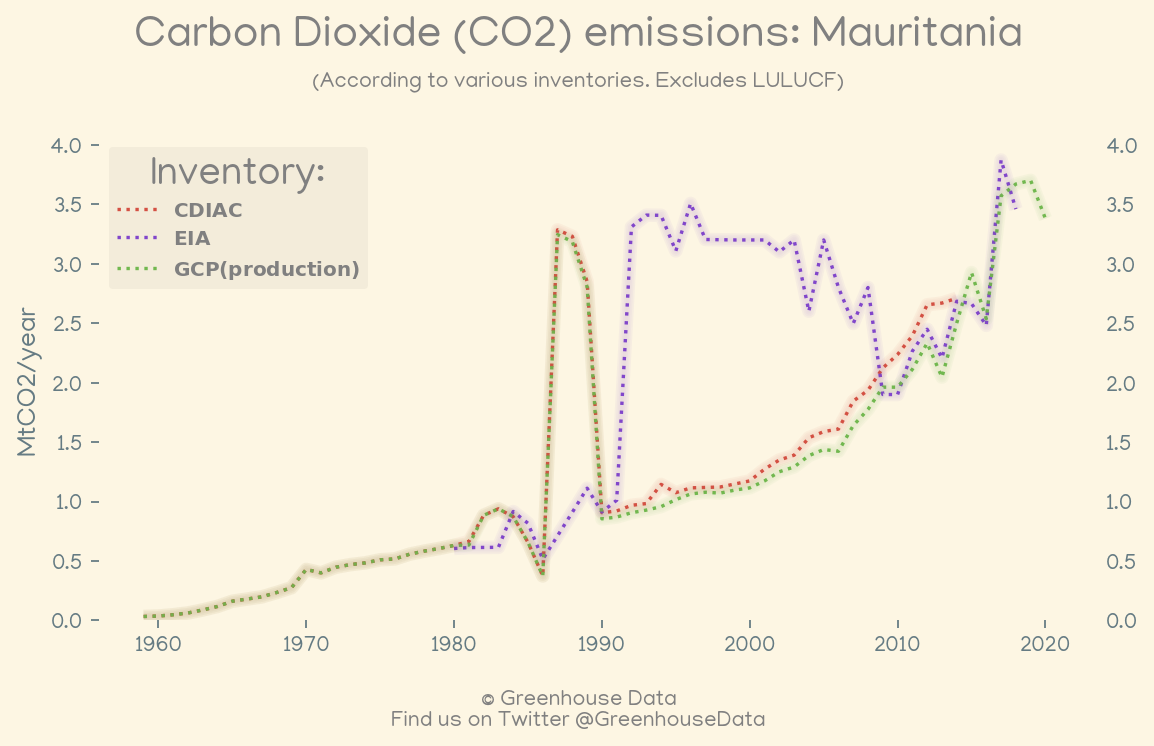 Carbon Dioxide (CO2) emissions: Mauritania
(According to various inventories. Excludes LULUCF)
4.0
3.5
3.0
2.5
2.0
1.5
1.0
0.5
0.0
MtCO2/year
Inventory:
CDIAC
EIA
GCP(production)
4.0
3.5
3.0
2.5
2.0
1.5
1.0
0.5
0.0
1960 1970 1980 1990 2000 2010 2020
© Greenhouse Data
Find us on Twitter @GreenhouseData